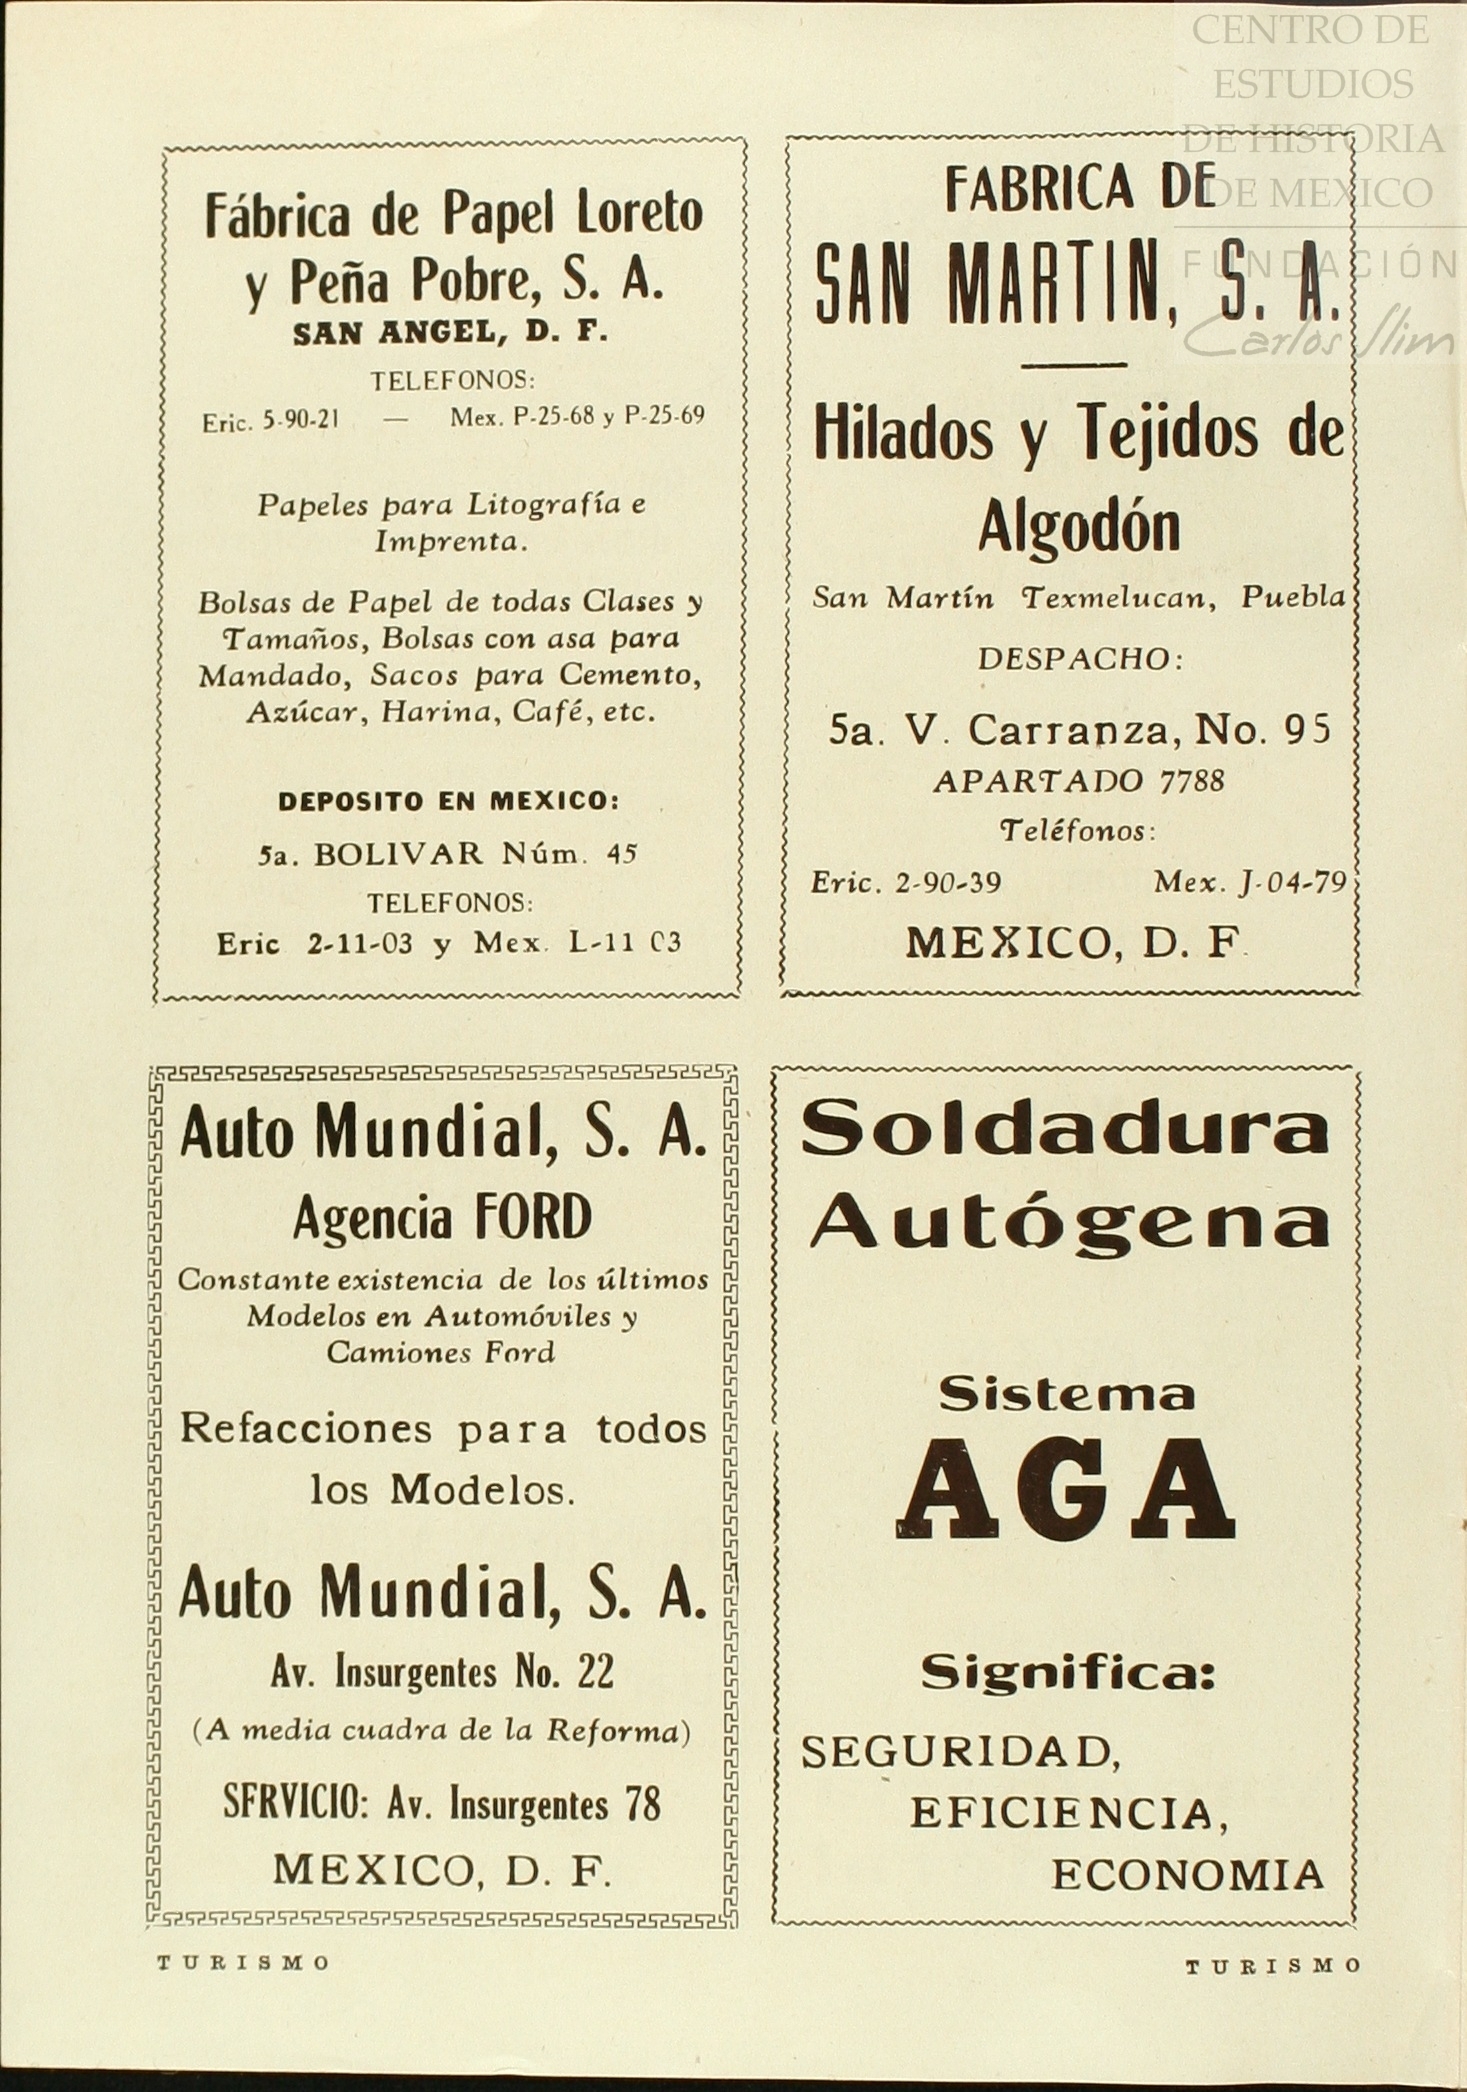 CENTRO DE
ESTUDIOS
DE HISTORIA
DE MEXICO
FUNDACIÓN
Carlos Slim
Fábrica de Papel Loreto
y Peña Pobre, S. A.
SAN ANGEL, D. F.
TELEFONOS:
Eric. 5-90-21 — Mex. P-25-68 y P-25-69
Papeles para Litografía e
Imprenta.
Bolsas de Papel de todas Clases y
Tamaños, Bolsas con asa para
Mandado, Sacos para Cemento,
Azúcar, Harina, Café, etc.
DEPOSITO EN MEXICO:
5a. BOLIVAR Núm. 45
TELEFONOS:
Eric 2-11-03 y Mex. L-11 03
FABRICA DE
SAN MARTIN, S. A.
Hilados y Tejidos de
Algodón
San Martín Texmelucan, Puebla
DESPACHO:
5a. V. Carranza, No. 95
APARTADO 7788
Teléfonos:
Eric. 2-90-39 Mex. J-04-79
MEXICO, D. F.
Auto Mundial, S. A.
Agencia FORD
Constante existencia de los últimos
Modelos en Automóviles y
Camiones Ford
Refacciones para todos
los Modelos.
Auto Mundial, S. A.
Av. Insurgentes No. 22
(A media cuadra de la Reforma)
SFRVICIO: Av. Insurgentes 78
MEXICO, D. F.
Soldadura
Autógena
Sistema
AGA
Significa:
SEGURIDAD,
EFICIENCIA,
ECONOMIA
TURISMO
TURISMO